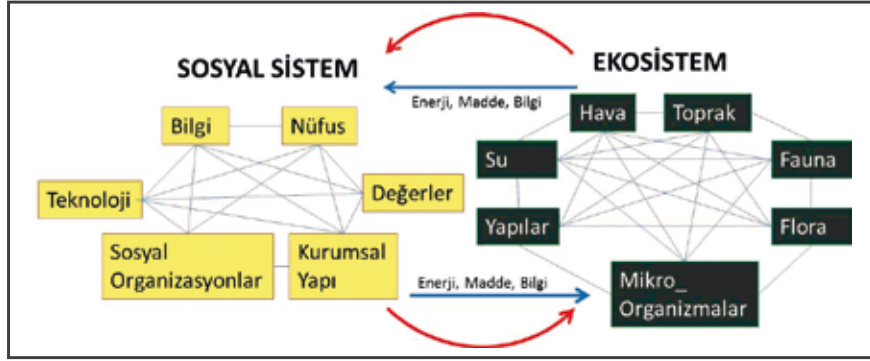 SOSYAL SİSTEM
EKOSİSTEM
Enerji, Madde, Bilgi
Bilgi
Nüfus
Teknoloji
Değerler
Sosyal
Organizasyonlar
Kurumsal
Yapı
Hava
Toprak
Su
Fauna
Yapılar
Flora
Mikro_
Organizmalar
Enerji, Madde, Bilgi